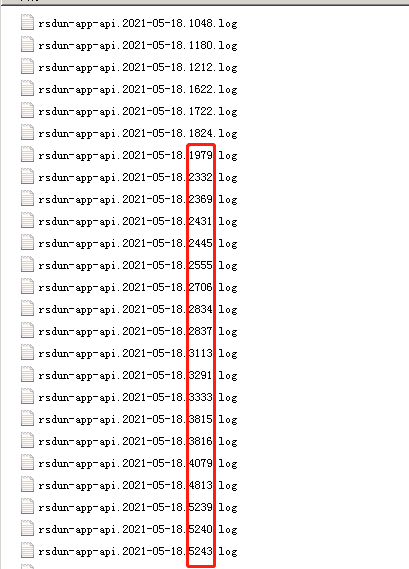 rsdun-app-api.2021-05-18.1048.log
rsdun-app-api.2021-05-18.1180.log
rsdun-app-api.2021-05-18.1212.log
rsdun-app-api.2021-05-18.1622.log
rsdun-app-api.2021-05-18.1722.log
rsdun-app-api.2021-05-18.1824.log
rsdun-app-api.2021-05-18.1979.log
rsdun-app-api.2021-05-18.2332.log
rsdun-app-api.2021-05-18.2369.log
rsdun-app-api.2021-05-18.2431.log
rsdun-app-api.2021-05-18.2445.log
rsdun-app-api.2021-05-18.2555.log
rsdun-app-api.2021-05-18.2706.log
rsdun-app-api.2021-05-18.2834.log
rsdun-app-api.2021-05-18.2837.log
rsdun-app-api.2021-05-18.3113.log
rsdun-app-api.2021-05-18.3291.log
rsdun-app-api.2021-05-18.3333.log
rsdun-app-api.2021-05-18.3815.log
rsdun-app-api.2021-05-18.3816.log
rsdun-app-api.2021-05-18.4079.log
rsdun-app-api.2021-05-18.4813.log
rsdun-app-api.2021-05-18.5239.log
rsdun-app-api.2021-05-18.5240.log
rsdun-app-api.2021-05-18.5243.log